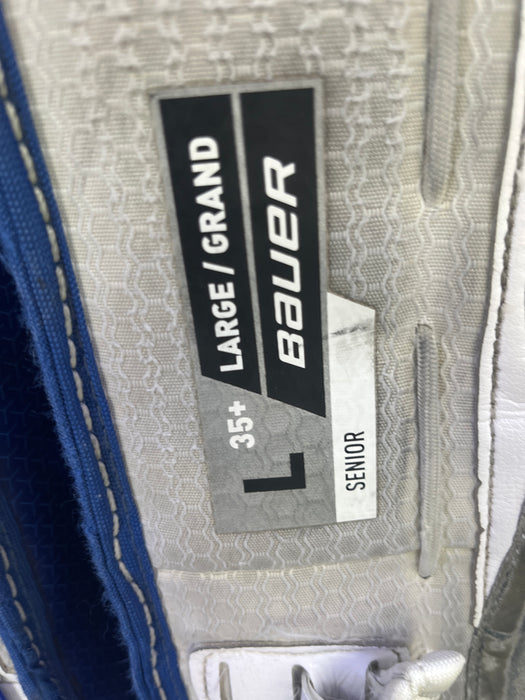 BAUER
LARGE / GRAND
35+
L
SENIOR